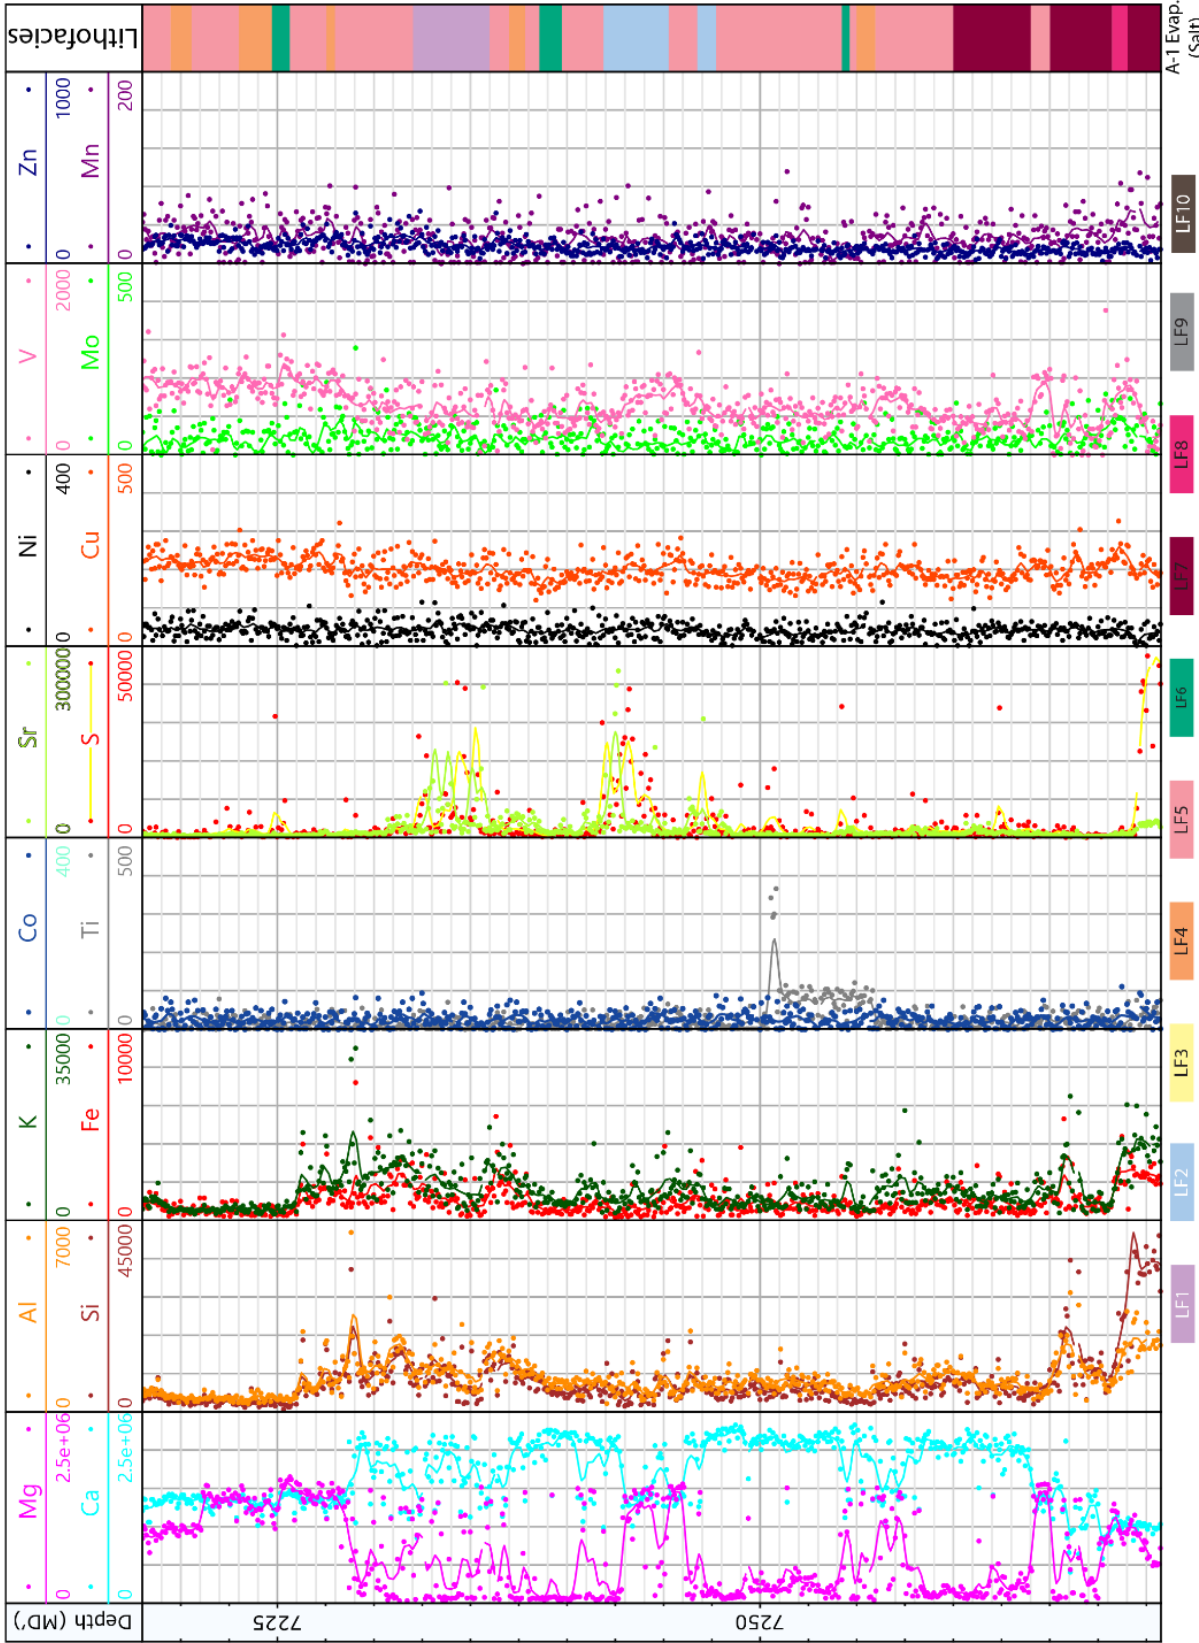 Lithofacies
Zn
0 1000
Mn
0 200
V
0 2000
Mo
0 500
Ni
0 400
Cu
0 500
Sr
0 300000
S
0 50000
Co
0 400
Ti
0 500
K
0 35000
Fe
0 10000
Al
0 7000
Si
0 45000
Mg
0 2.5e+06
Ca
0 2.5e+06
Depth (MD')
7225
7250
A-1 Evap.
(Salt)
LF10
LF9
LF8
LF7
LF6
LF5
LF4
LF3
LF2
LF1